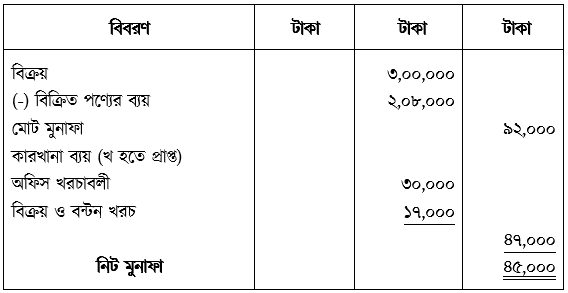 বিবরণ টাকা টাকা টাকা
বিক্রয় ৩,০০,০০০
(-) বিক্রিত পণ্যের ব্যয় ২,০৮,০০০
মোট মুনাফা ৯২,০০০
কারখানা ব্যয় (খ হতে প্রাপ্ত)
অফিস খরচাবলী ৩০,০০০
বিক্রয় ও বন্টন খরচ ১৭,০০০
৪৭,০০০
নিট মুনাফা ৪৫,০০০